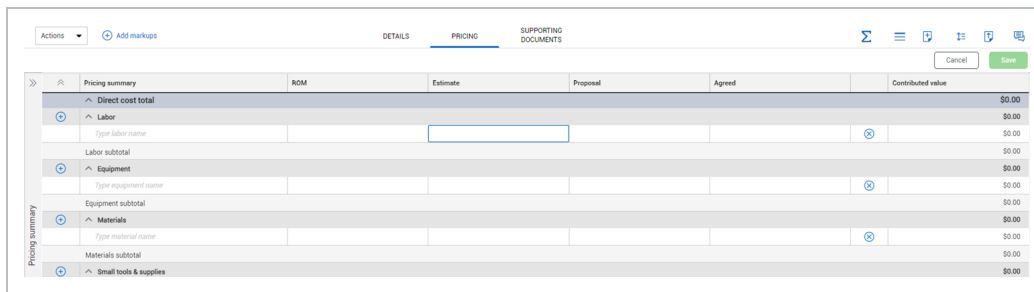 Actions
Add markups
DETAILS
PRICING
SUPPORTING
DOCUMENTS
Cancel
Save
Pricing summary
ROM
Estimate
Proposal
Agreed
Contributed value
Direct cost total
$0.00
Labor
$0.00
Type labor name
$0.00
Labor subtotal
$0.00
Equipment
$0.00
Type equipment name
$0.00
Equipment subtotal
$0.00
Materials
$0.00
Type material name
$0.00
Materials subtotal
$0.00
Small tools & supplies
$0.00
Pricing summary